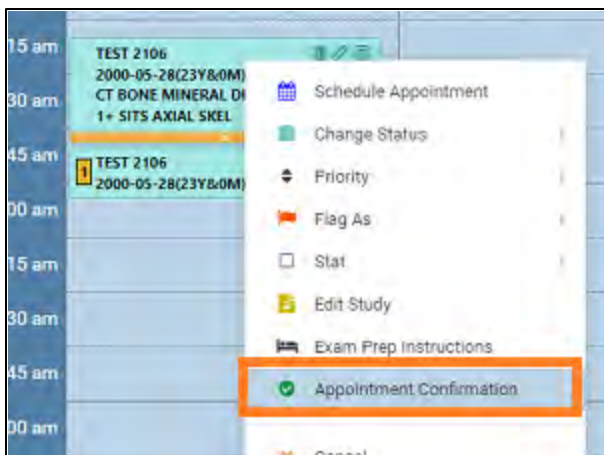 15 am
30 am
45 am
00 am
15 am
30 am
45 am
00 am
TEST 2106
2000-05-28(23Y&0M)
CT BONE MINERAL D
1+ SITS AXIAL SKEL
1
TEST 2106
2000-05-28(23Y&0M)
Schedule Appointment
Change Status
Priority
Flag As
Stat
Edit Study
Exam Prep Instructions
Appointment Confirmation
Cancel